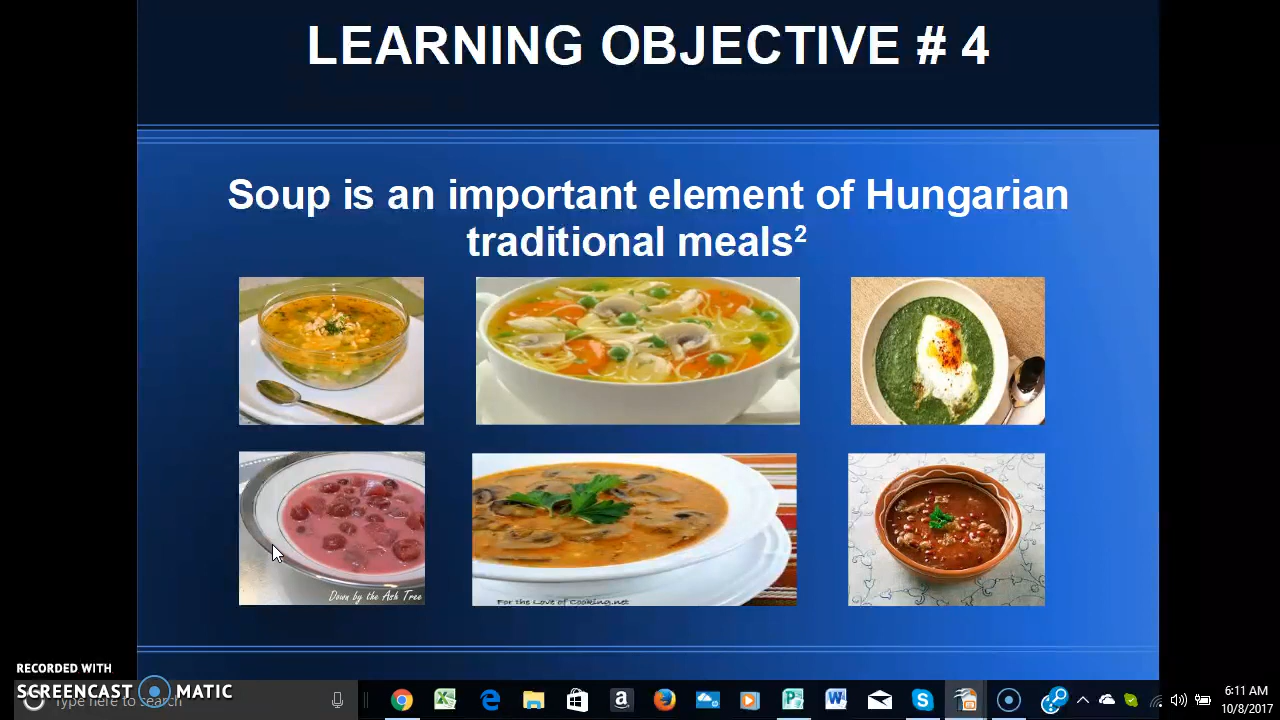 LEARNING OBJECTIVE # 4
Soup is an important element of Hungarian
traditional meals²
Down by the Ash Tree
For the Love of Cooking.net
RECORDED WITH
SCREENCAST MATIC
Type here to search
6:11 AM
10/8/2017